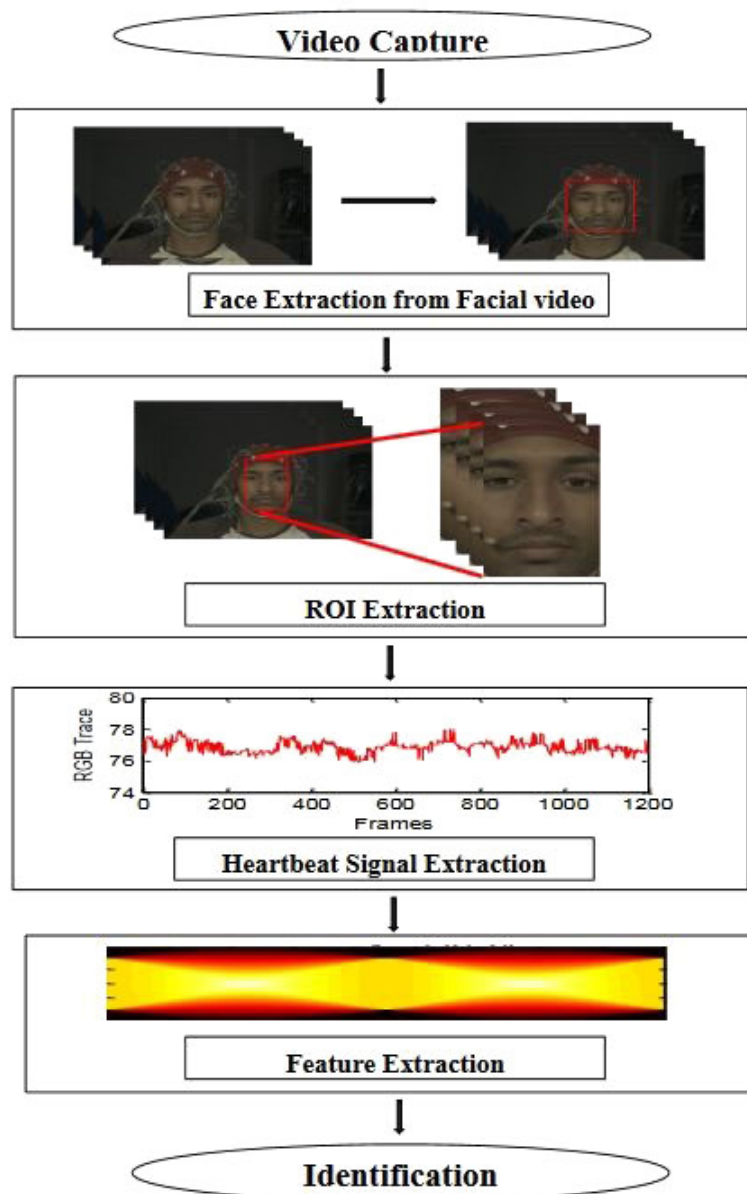 Video Capture
Face Extraction from Facial video
ROI Extraction
80
78
76
74
RGB Trace
0 200 400 600 800 1000 1200
Frames
Heartbeat Signal Extraction
Feature Extraction
Identification